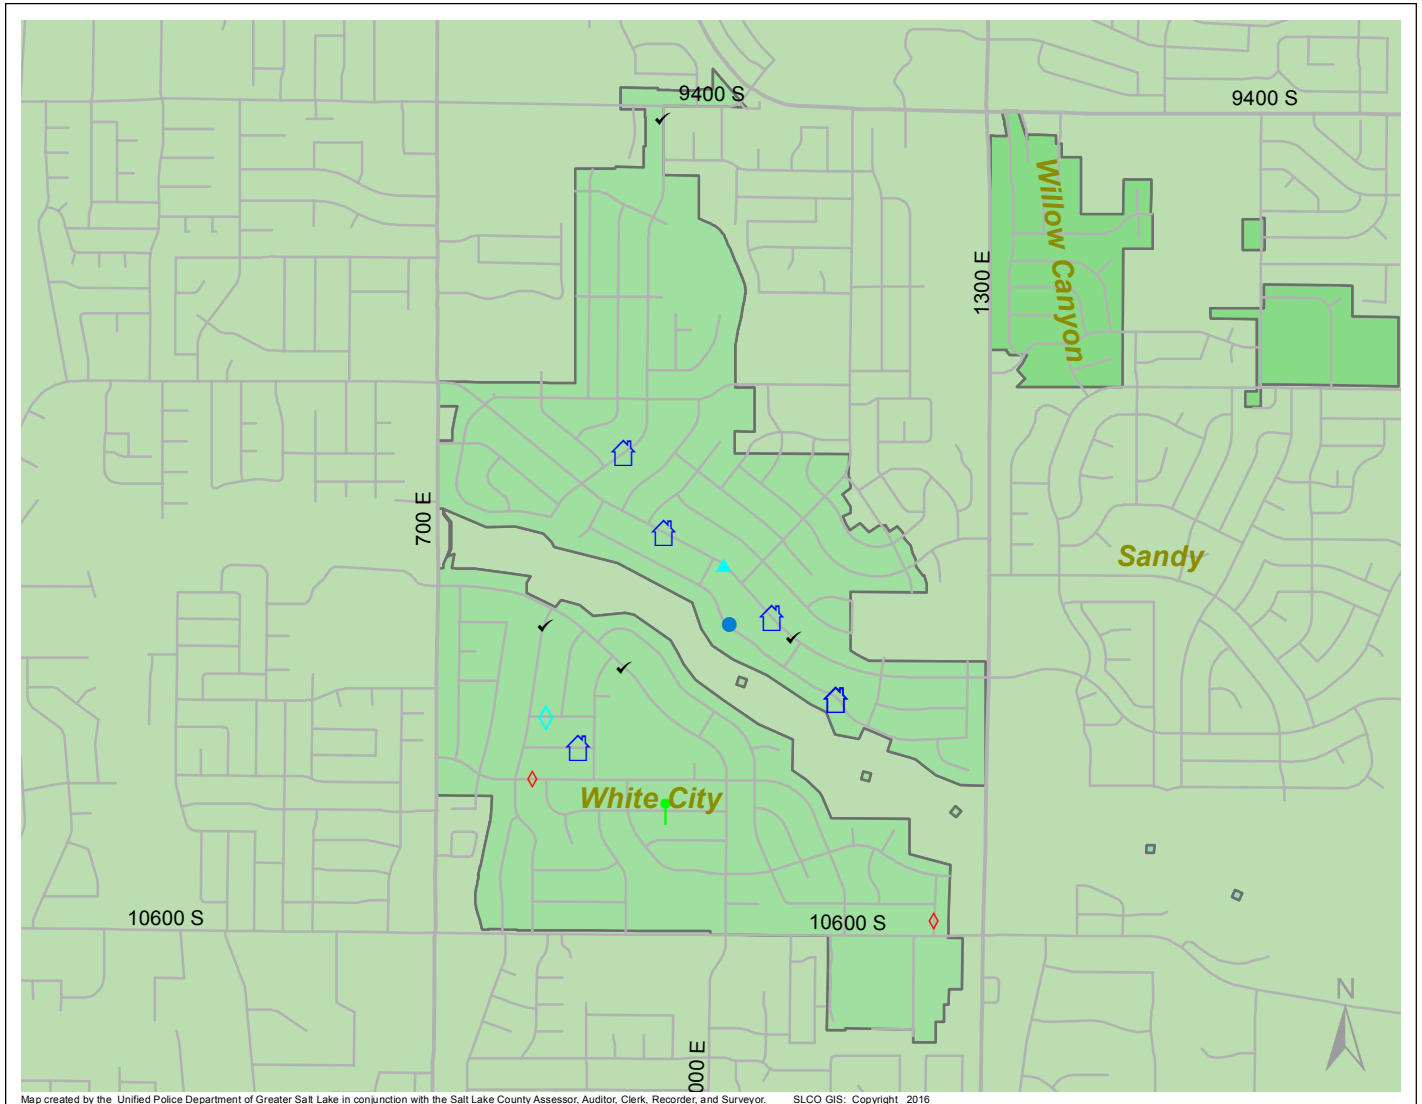 9400 S
9400 S
Willow Canyon
1300 E
700 E
Sandy
White City
10600 S
10600 S
N
000 E
Map created by the Unified Police Department of Greater Salt Lake in conjunction with the Salt Lake County Assessor, Auditor, Clerk, Recorder, and Surveyor. SLCO GIS: Copyright 2016